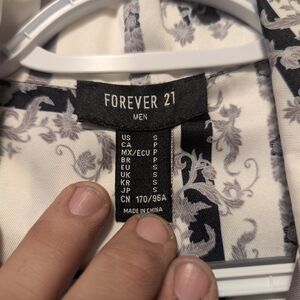 FOREVER 21
MEN
US S
CA P
MX/ECU P
BR P
EU S
UK S
KR S
JP S
CN 170/96A
MADE IN CHINA